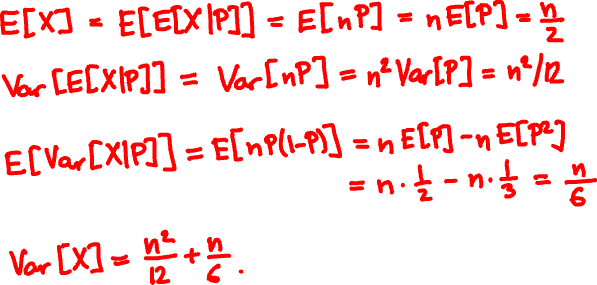 E[X] = E[E[X|P]] = E[nP] = nE[P] = n/2
Var[E[X|P]] = Var[nP] = n²Var[P] = n²/12
E[Var[X|P]] = E[nP(1-P)] = nE[P] - nE[P²]
= n · 1/2 - n · 1/3 = n/6
Var[X] = n²/12 + n/6.